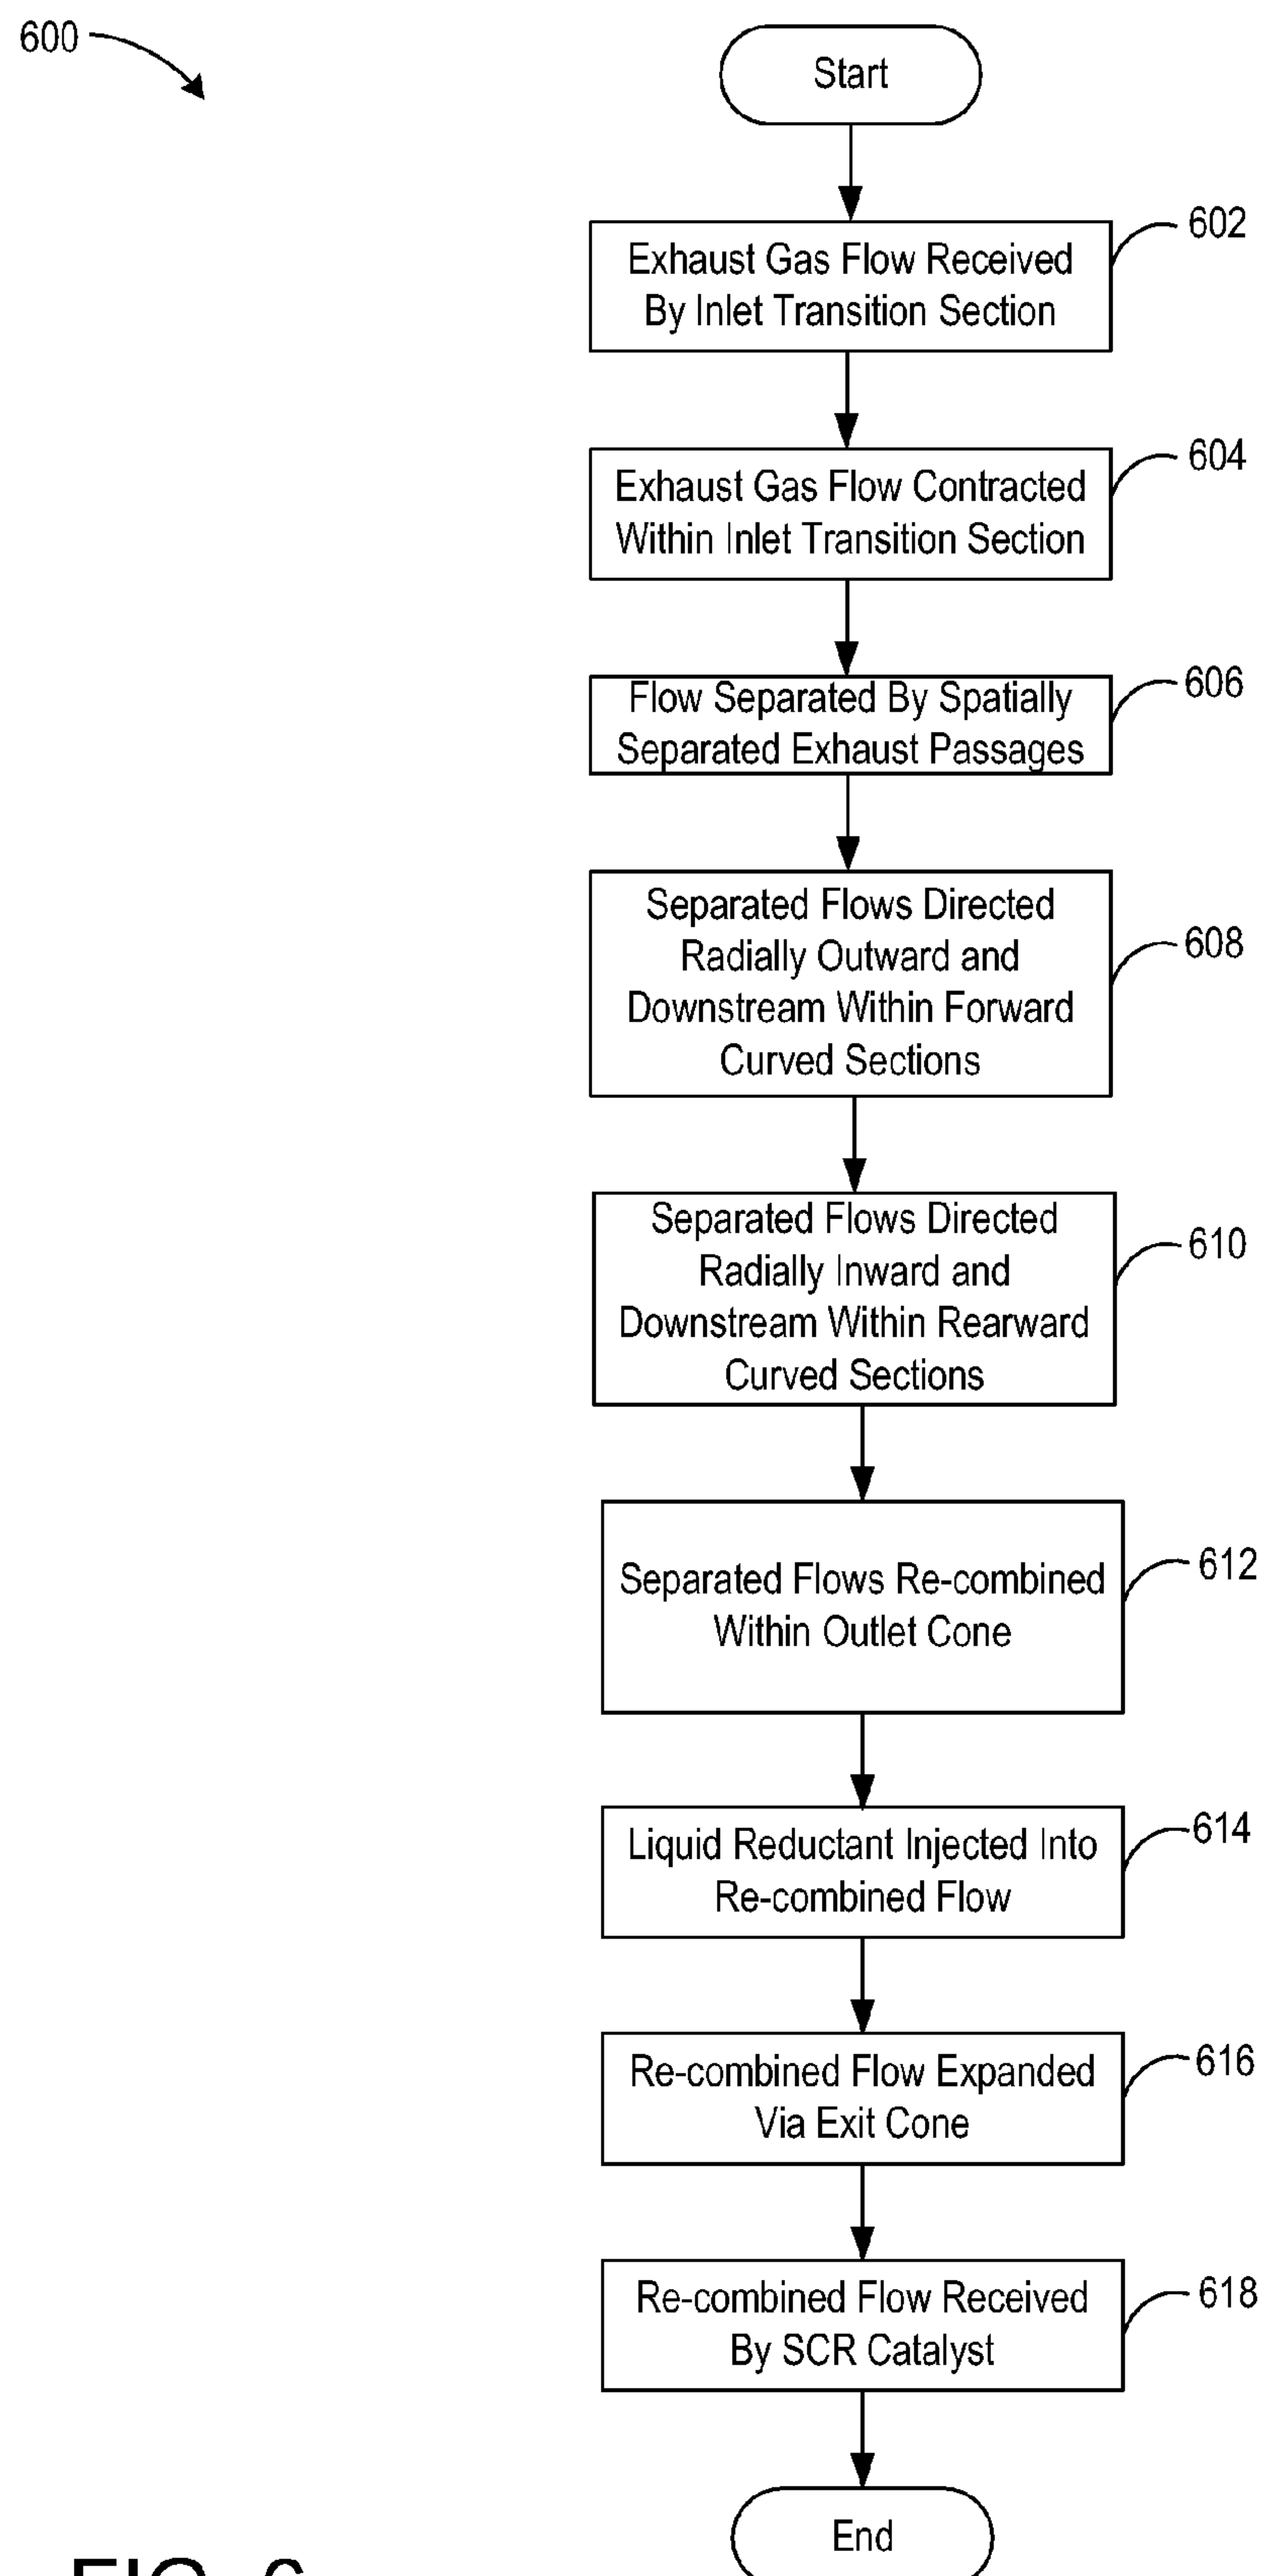 600
Start
602
Exhaust Gas Flow Received
By Inlet Transition Section
604
Exhaust Gas Flow Contracted
Within Inlet Transition Section
606
Flow Separated By Spatially
Separated Exhaust Passages
608
Separated Flows Directed
Radially Outward and
Downstream Within Forward
Curved Sections
610
Separated Flows Directed
Radially Inward and
Downstream Within Rearward
Curved Sections
612
Separated Flows Re-combined
Within Outlet Cone
614
Liquid Reductant Injected Into
Re-combined Flow
616
Re-combined Flow Expanded
Via Exit Cone
618
Re-combined Flow Received
By SCR Catalyst
End
FIG. 6